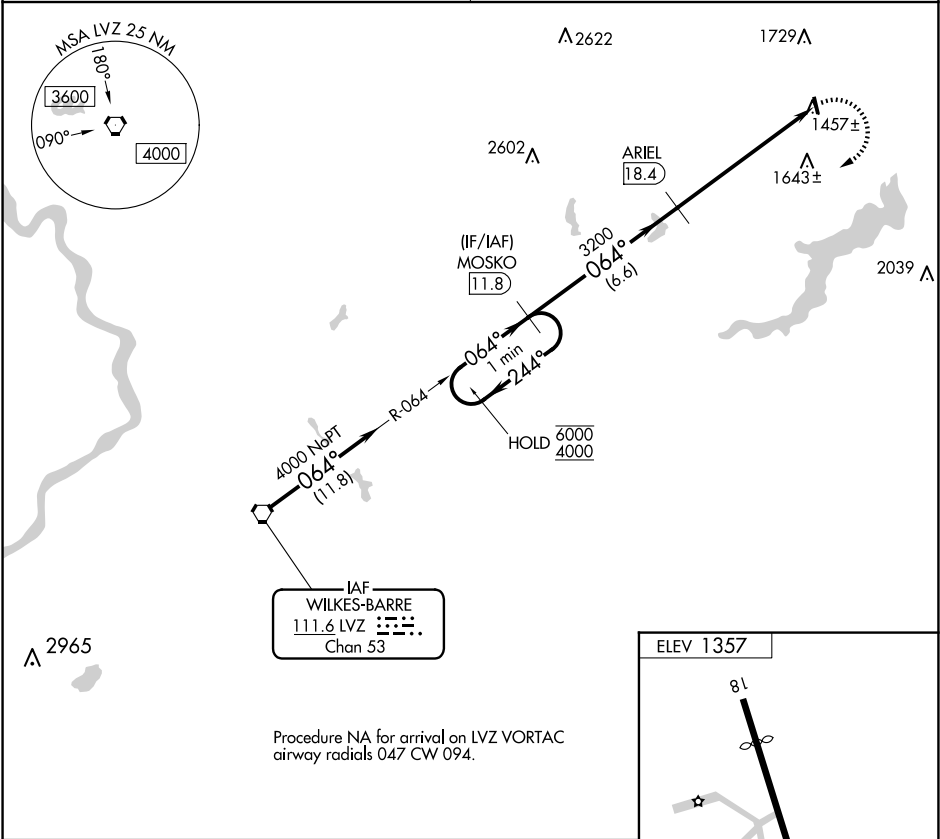 MSA LVZ 25 NM
180°
3600
090°
4000
2622
1729
1457±
2602
ARIEL
18.4
1643±
(IF/IAF)
MOSKO
11.8
3200
064°
(6.6)
2039
064°
1 min
244°
R-064
HOLD 6000
4000
4000 NoPT
064°
(11.8)
IAF
WILKES-BARRE
111.6 LVZ
Chan 53
2965
ELEV 1357
18
Procedure NA for arrival on LVZ VORTAC
airway radials 047 CW 094.